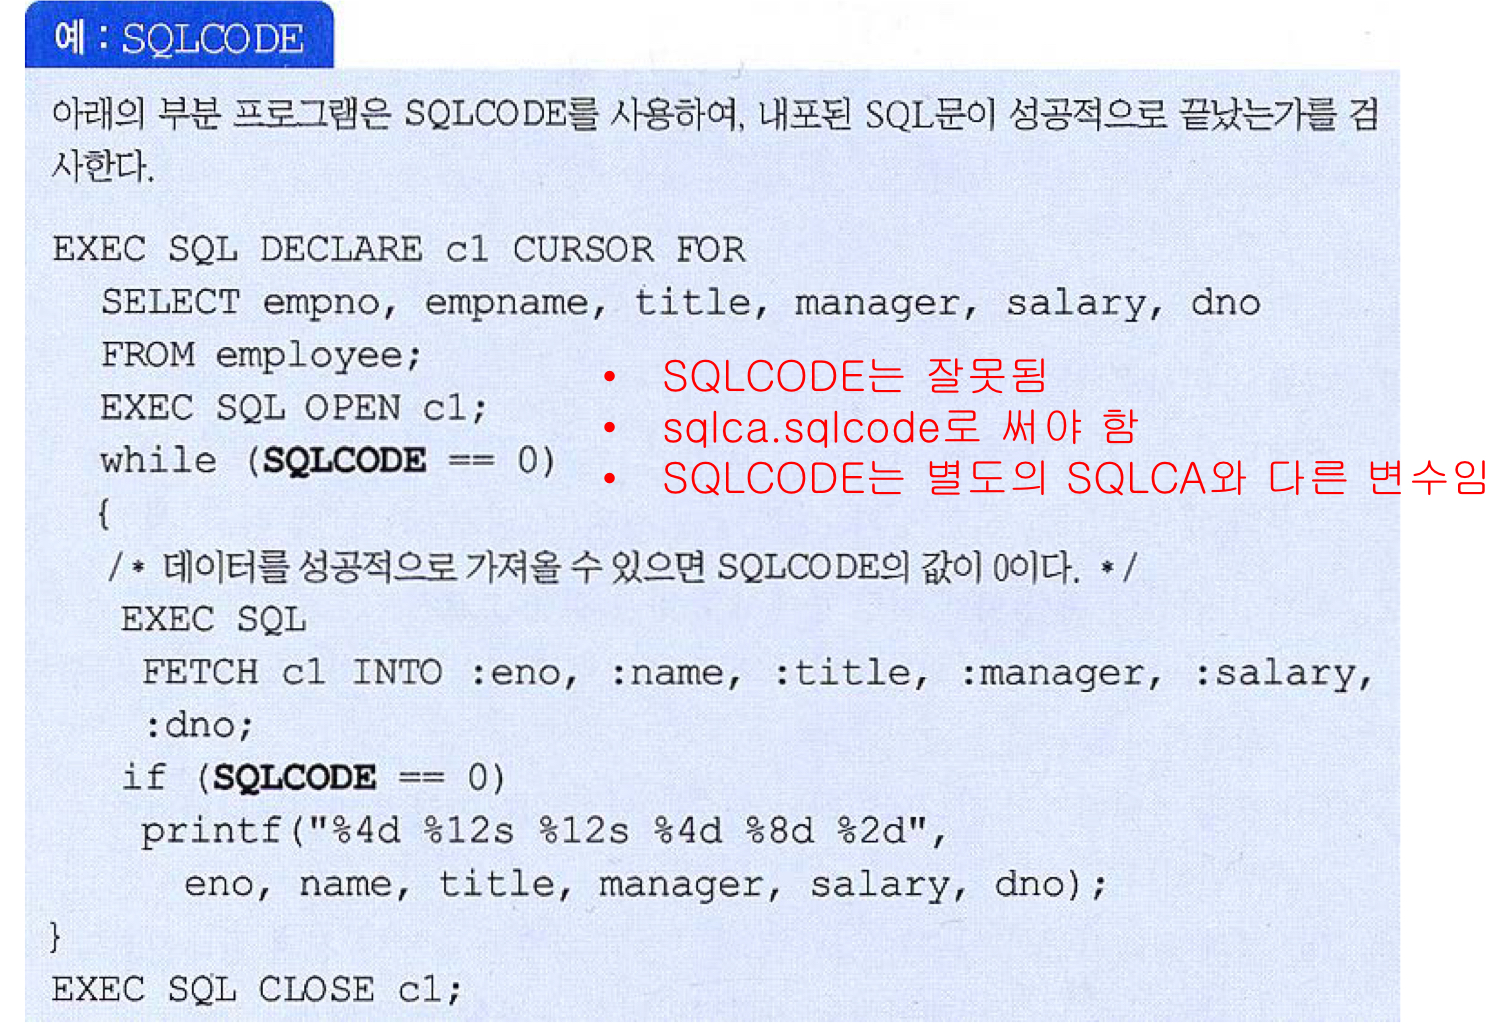 예 : SQLCODE
아래의 부분 프로그램은 SQLCODE를 사용하여, 내포된 SQL문이 성공적으로 끝났는가를 검
사한다.
EXEC SQL DECLARE c1 CURSOR FOR
SELECT empno, empname, title, manager, salary, dno
FROM employee;
EXEC SQL OPEN c1;
while (SQLCODE == 0)
{
• SQLCODE는 잘못됨
• sqlca.sqlcode로 써야 함
• SQLCODE는 별도의 SQLCA와 다른 변수임
/* 데이터를 성공적으로 가져올 수 있으면 SQLCODE의 값이 0이다. */
EXEC SQL
FETCH c1 INTO :eno, :name, :title, :manager, :salary,
:dno;
if (SQLCODE == 0)
printf("%4d %12s %12s %4d %8d %2d",
eno, name, title, manager, salary, dno);
}
EXEC SQL CLOSE c1;